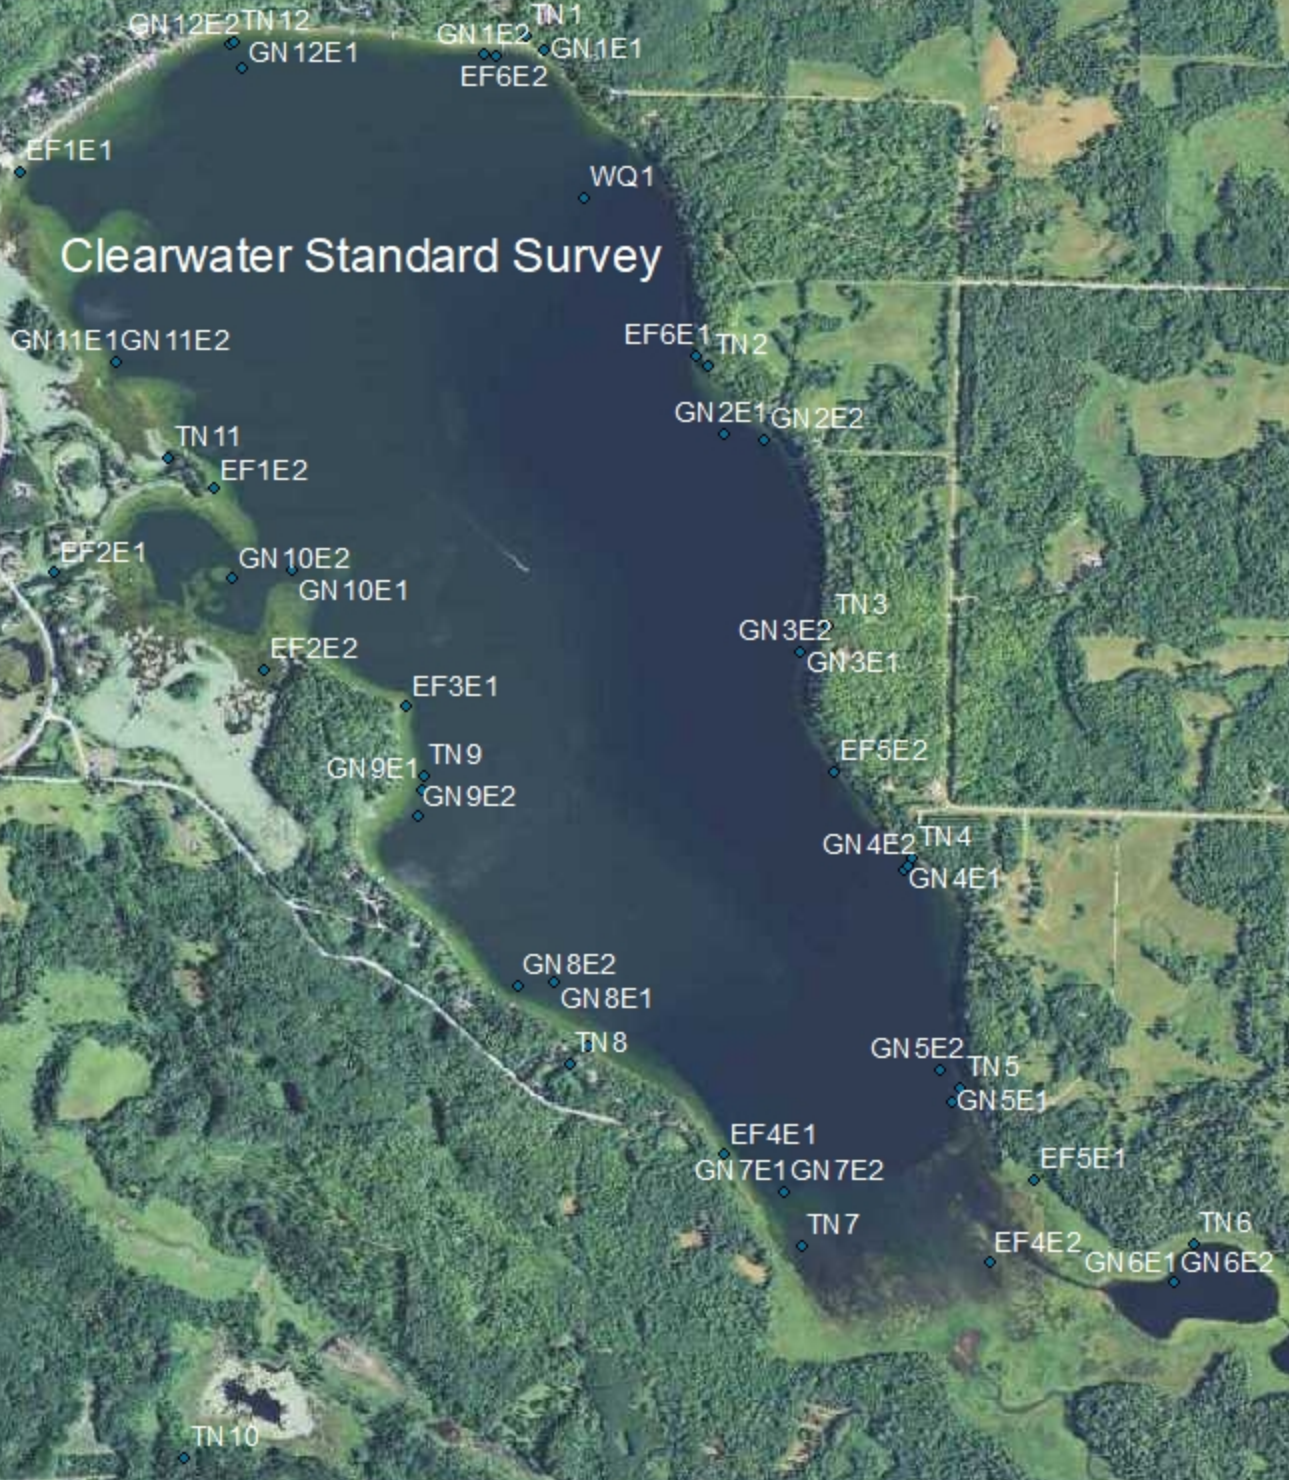 GN12E2 TN12
GN12E1
GN1E2
TN1
GN1E1
EF6E2
EF1E1
WQ1
Clearwater Standard Survey
GN11E1 GN11E2
EF6E1
TN2
GN2E1
GN2E2
TN11
EF1E2
EF2E1
GN10E2
GN10E1
TN3
GN3E2
GN3E1
EF2E2
EF3E1
TN9
GN9E1
GN9E2
EF5E2
GN4E2
TN4
GN4E1
GN8E2
GN8E1
TN8
GN5E2
TN5
GN5E1
EF4E1
GN7E1 GN7E2
EF5E1
TN7
TN6
EF4E2
GN6E1 GN6E2
TN10